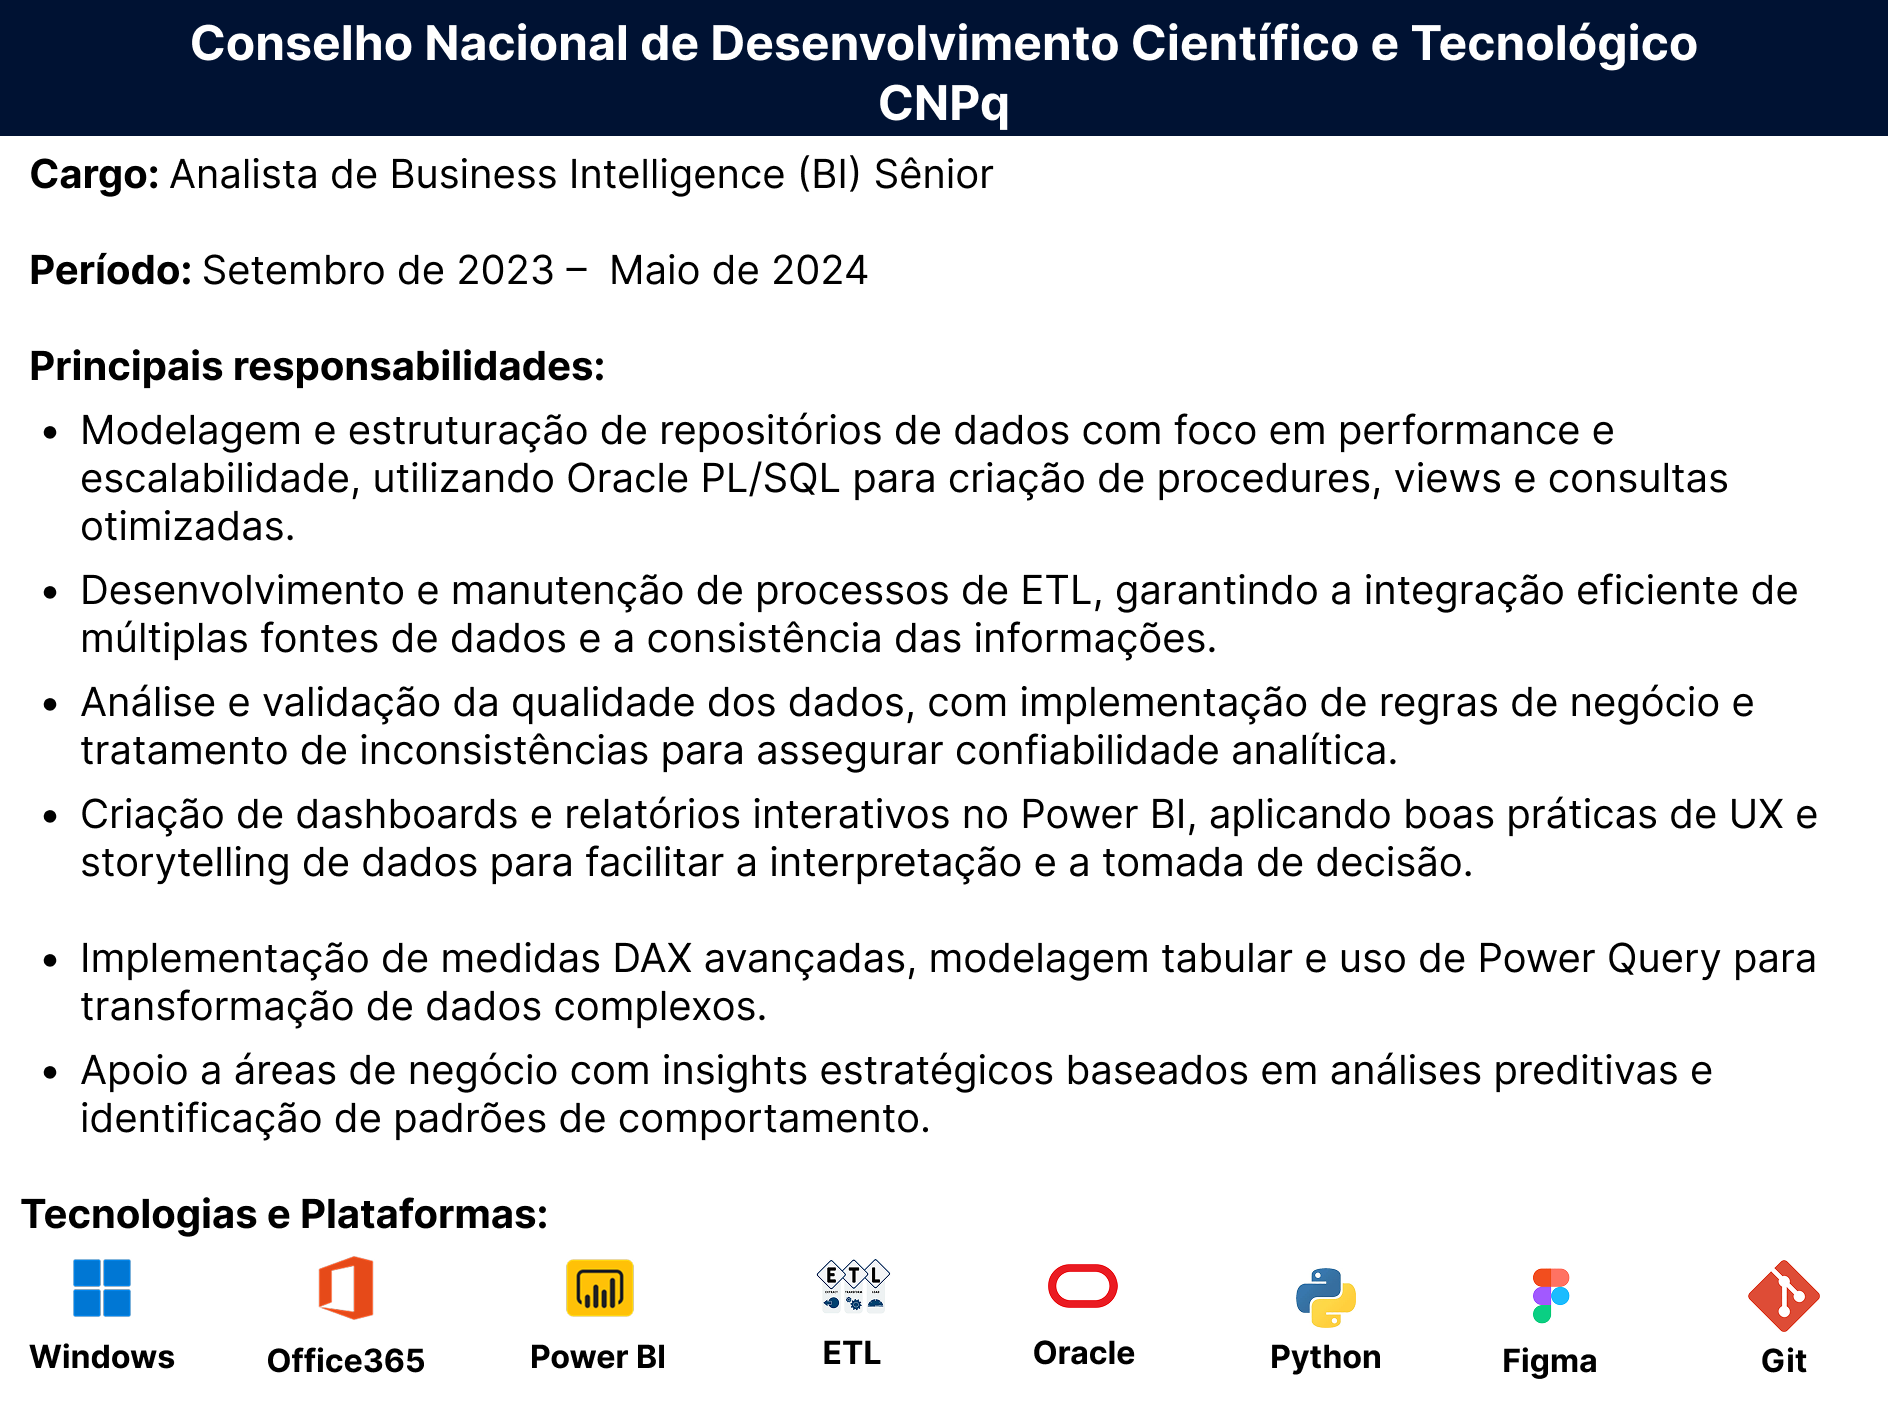 Conselho Nacional de Desenvolvimento Científico e Tecnológico
CNPq
Cargo: Analista de Business Intelligence (BI) Sênior
Período: Setembro de 2023 – Maio de 2024
Principais responsabilidades:
• Modelagem e estruturação de repositórios de dados com foco em performance e
escalabilidade, utilizando Oracle PL/SQL para criação de procedures, views e consultas
otimizadas.
• Desenvolvimento e manutenção de processos de ETL, garantindo a integração eficiente de
múltiplas fontes de dados e a consistência das informações.
• Análise e validação da qualidade dos dados, com implementação de regras de negócio e
tratamento de inconsistências para assegurar confiabilidade analítica.
• Criação de dashboards e relatórios interativos no Power BI, aplicando boas práticas de UX e
storytelling de dados para facilitar a interpretação e a tomada de decisão.
• Implementação de medidas DAX avançadas, modelagem tabular e uso de Power Query para
transformação de dados complexos.
• Apoio a áreas de negócio com insights estratégicos baseados em análises preditivas e
identificação de padrões de comportamento.
Tecnologias e Plataformas:
E T L
EXTRACT TRANSFORM LOAD
Windows Office365 Power BI ETL Oracle Python Figma Git